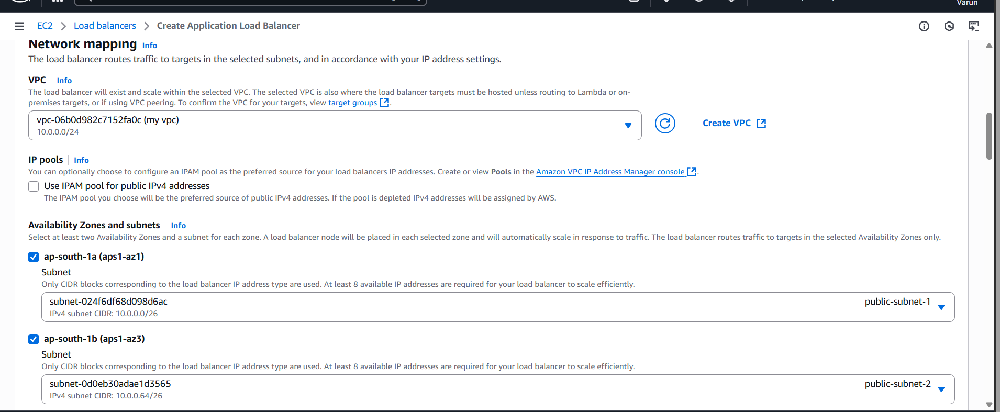 Varun
EC2 > Load balancers > Create Application Load Balancer
Network mapping Info
The load balancer routes traffic to targets in the selected subnets, and in accordance with your IP address settings.
VPC Info
The load balancer will exist and scale within the selected VPC. The selected VPC is also where the load balancer targets must be hosted unless routing to Lambda or on-
premises targets, or if using VPC peering. To confirm the VPC for your targets, view target groups.
vpc-06b0d982c7152fa0c (my vpc)
10.0.0.0/24
Create VPC
IP pools Info
You can optionally choose to configure an IPAM pool as the preferred source for your load balancers IP addresses. Create or view Pools in the Amazon VPC IP Address Manager console.
Use IPAM pool for public IPv4 addresses
The IPAM pool you choose will be the preferred source of public IPv4 addresses. If the pool is depleted IPv4 addresses will be assigned by AWS.
Availability Zones and subnets Info
Select at least two Availability Zones and a subnet for each zone. A load balancer node will be placed in each selected zone and will automatically scale in response to traffic. The load balancer routes traffic to targets in the selected Availability Zones only.
ap-south-1a (aps1-az1)
Subnet
Only CIDR blocks corresponding to the load balancer IP address type are used. At least 8 available IP addresses are required for your load balancer to scale efficiently.
subnet-024f6df68d098d6ac public-subnet-1
IPv4 subnet CIDR: 10.0.0.0/26
ap-south-1b (aps1-az3)
Subnet
Only CIDR blocks corresponding to the load balancer IP address type are used. At least 8 available IP addresses are required for your load balancer to scale efficiently.
subnet-0d0eb30adae1d3565 public-subnet-2
IPv4 subnet CIDR: 10.0.0.64/26